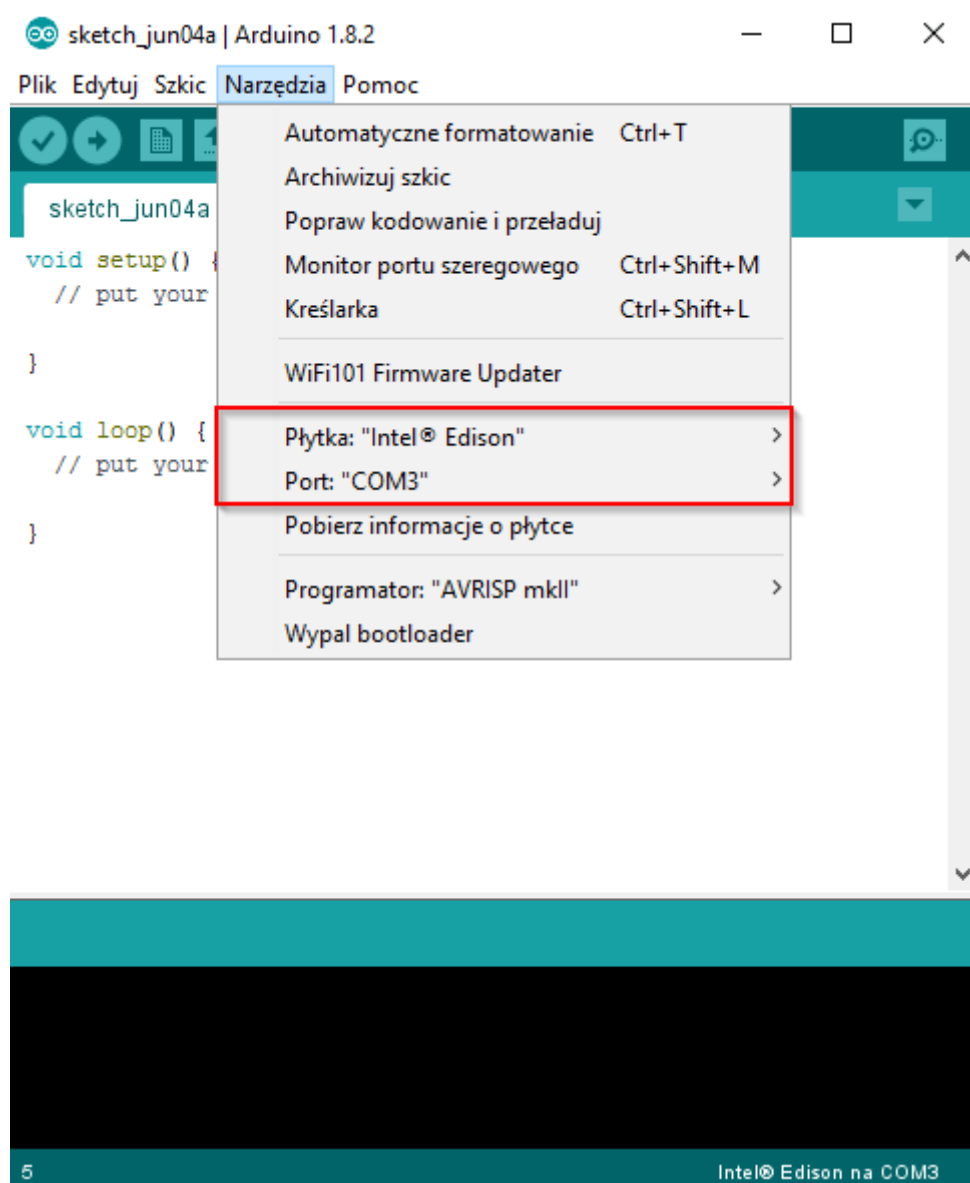 sketch_jun04a | Arduino 1.8.2
Plik Edytuj Szkic Narzędzia Pomoc
Automatyczne formatowanie Ctrl+T
Archiwizuj szkic
sketch_jun04a
Popraw kodowanie i przeładuj
void setup() {
Monitor portu szeregowego Ctrl+Shift+M
// put your
Kreślarka Ctrl+Shift+L
}
WiFi101 Firmware Updater
void loop() {
Płytka: "Intel® Edison"
// put your
Port: "COM3"
}
Pobierz informacje o płytce
Programator: "AVRISP mkII"
Wypal bootloader
5 Intel® Edison na COM3